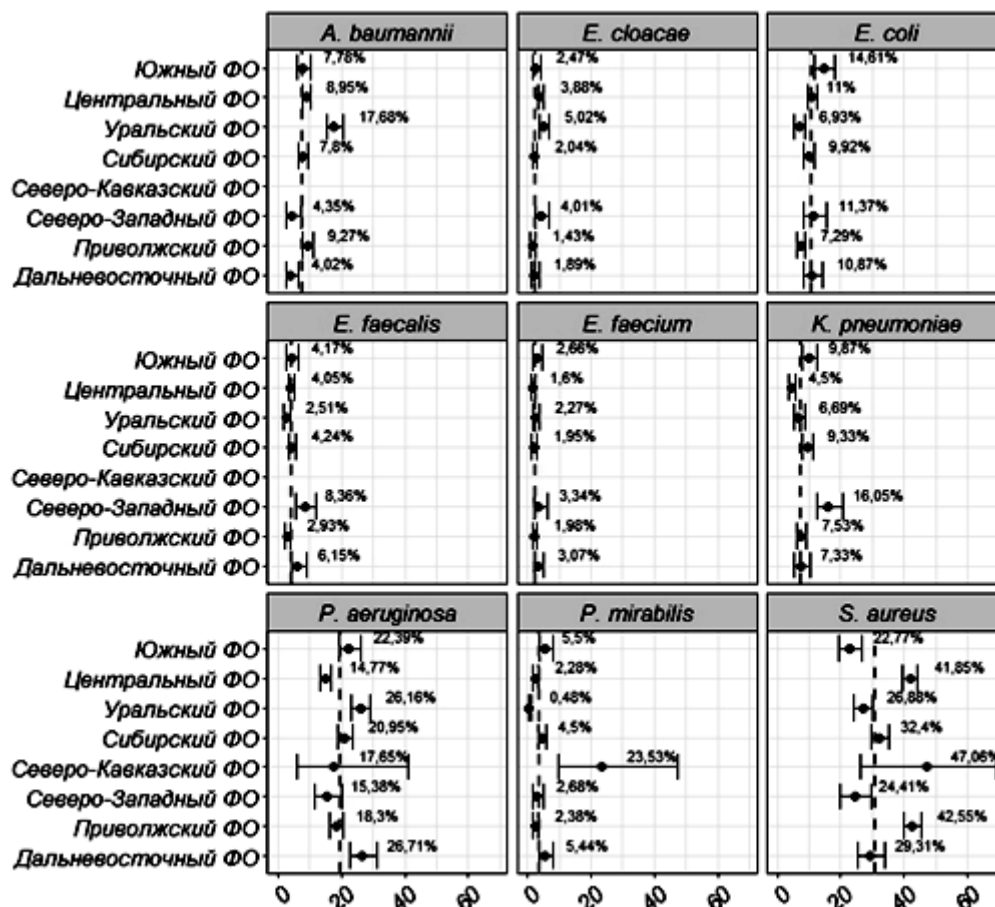 A. baumannii E. cloacae E. coli
Южный ФО 7,78% 2,47% 14,61%
Центральный ФО 8,95% 3,88% 11%
Уральский ФО 17,68% 5,02% 6,93%
Сибирский ФО 7,8% 2,04% 9,92%
Северо-Кавказский ФО
Северо-Западный ФО 4,35% 4,01% 11,37%
Приволжский ФО 9,27% 1,43% 7,29%
Дальневосточный ФО 4,02% 1,89% 10,87%
E. faecalis E. faecium K. pneumoniae
Южный ФО 4,17% 2,66% 9,87%
Центральный ФО 4,05% 1,6% 4,5%
Уральский ФО 2,51% 2,27% 6,69%
Сибирский ФО 4,24% 1,95% 9,33%
Северо-Кавказский ФО
Северо-Западный ФО 8,36% 3,34% 16,05%
Приволжский ФО 2,93% 1,98% 7,53%
Дальневосточный ФО 6,15% 3,07% 7,33%
P. aeruginosa P. mirabilis S. aureus
Южный ФО 22,39% 5,5% 22,77%
Центральный ФО 14,77% 2,28% 41,85%
Уральский ФО 26,16% 0,48% 26,88%
Сибирский ФО 20,95% 4,5% 32,4%
Северо-Кавказский ФО 17,65% 23,53% 47,06%
Северо-Западный ФО 15,38% 2,68% 24,41%
Приволжский ФО 18,3% 2,38% 42,55%
Дальневосточный ФО 26,71% 5,44% 29,31%
0 20 40 60 0 20 40 60 0 20 40 60